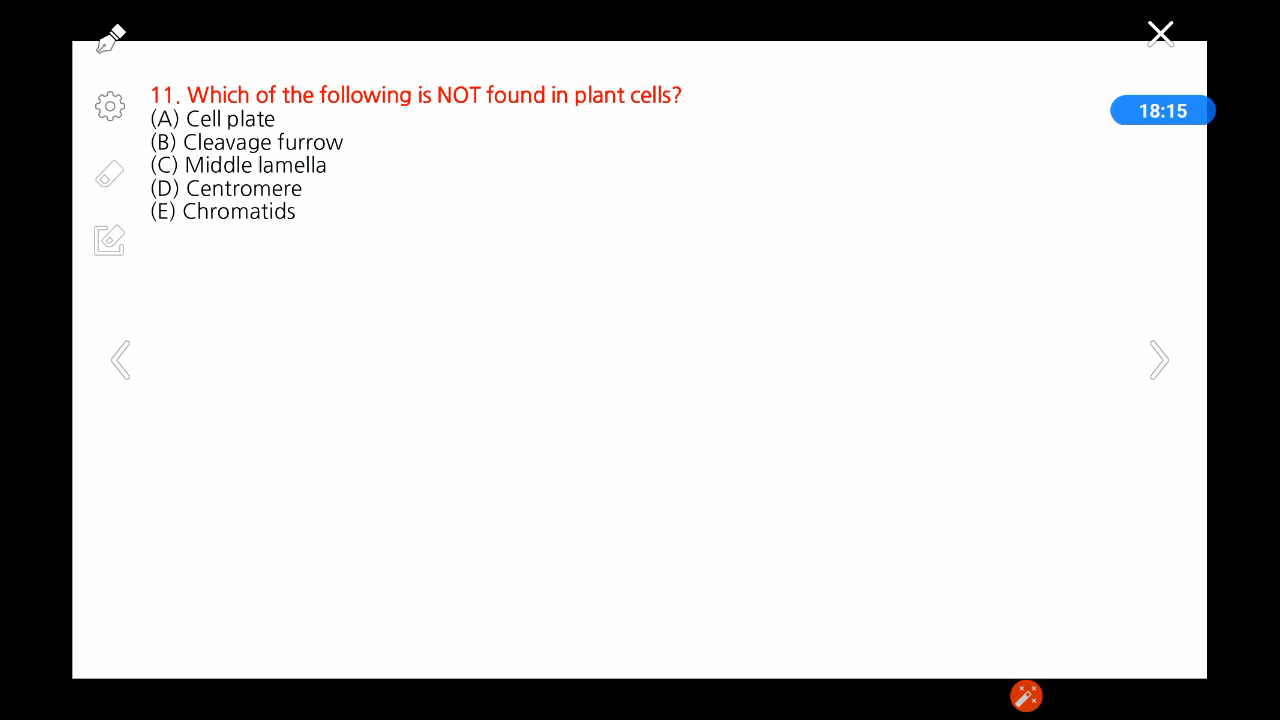 11. Which of the following is NOT found in plant cells?
(A) Cell plate
(B) Cleavage furrow
(C) Middle lamella
(D) Centromere
(E) Chromatids
18:15